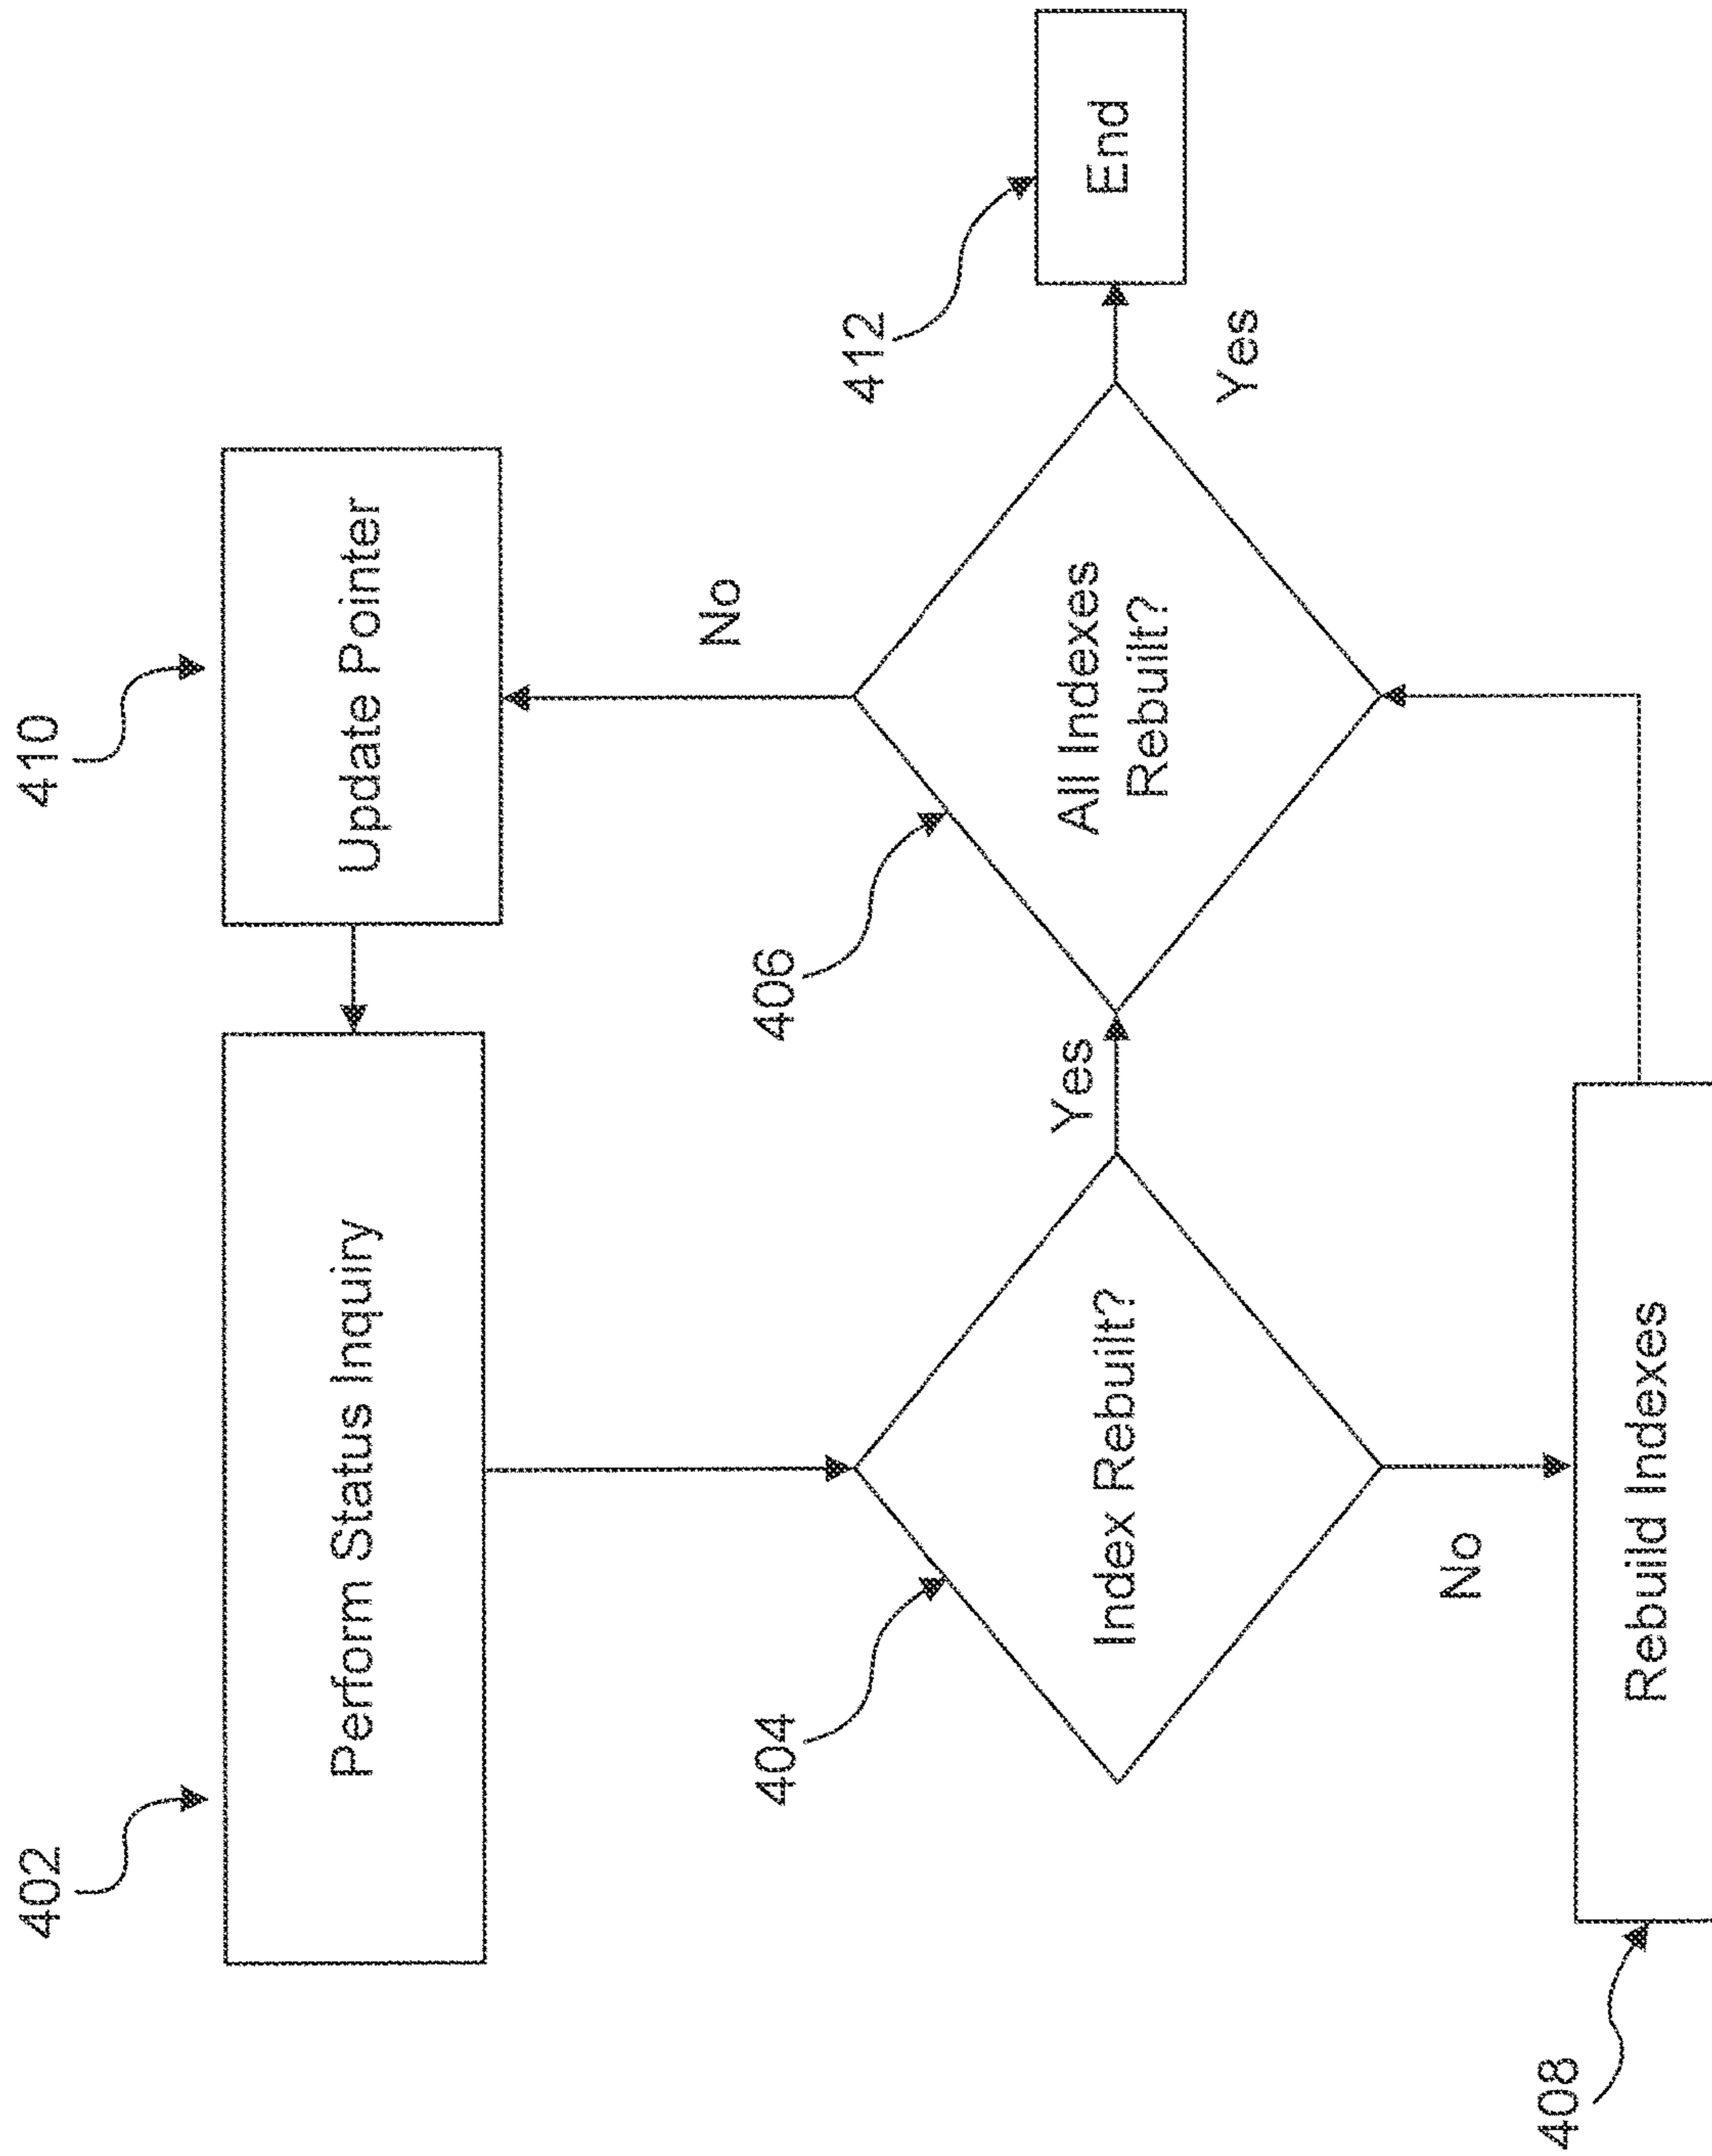 402
Perform Status Inquiry
410
Update Pointer
404
Index Rebuilt?
Yes
No
406
All Indexes
Rebuilt?
No
Yes
412
End
408
Rebuild Indexes